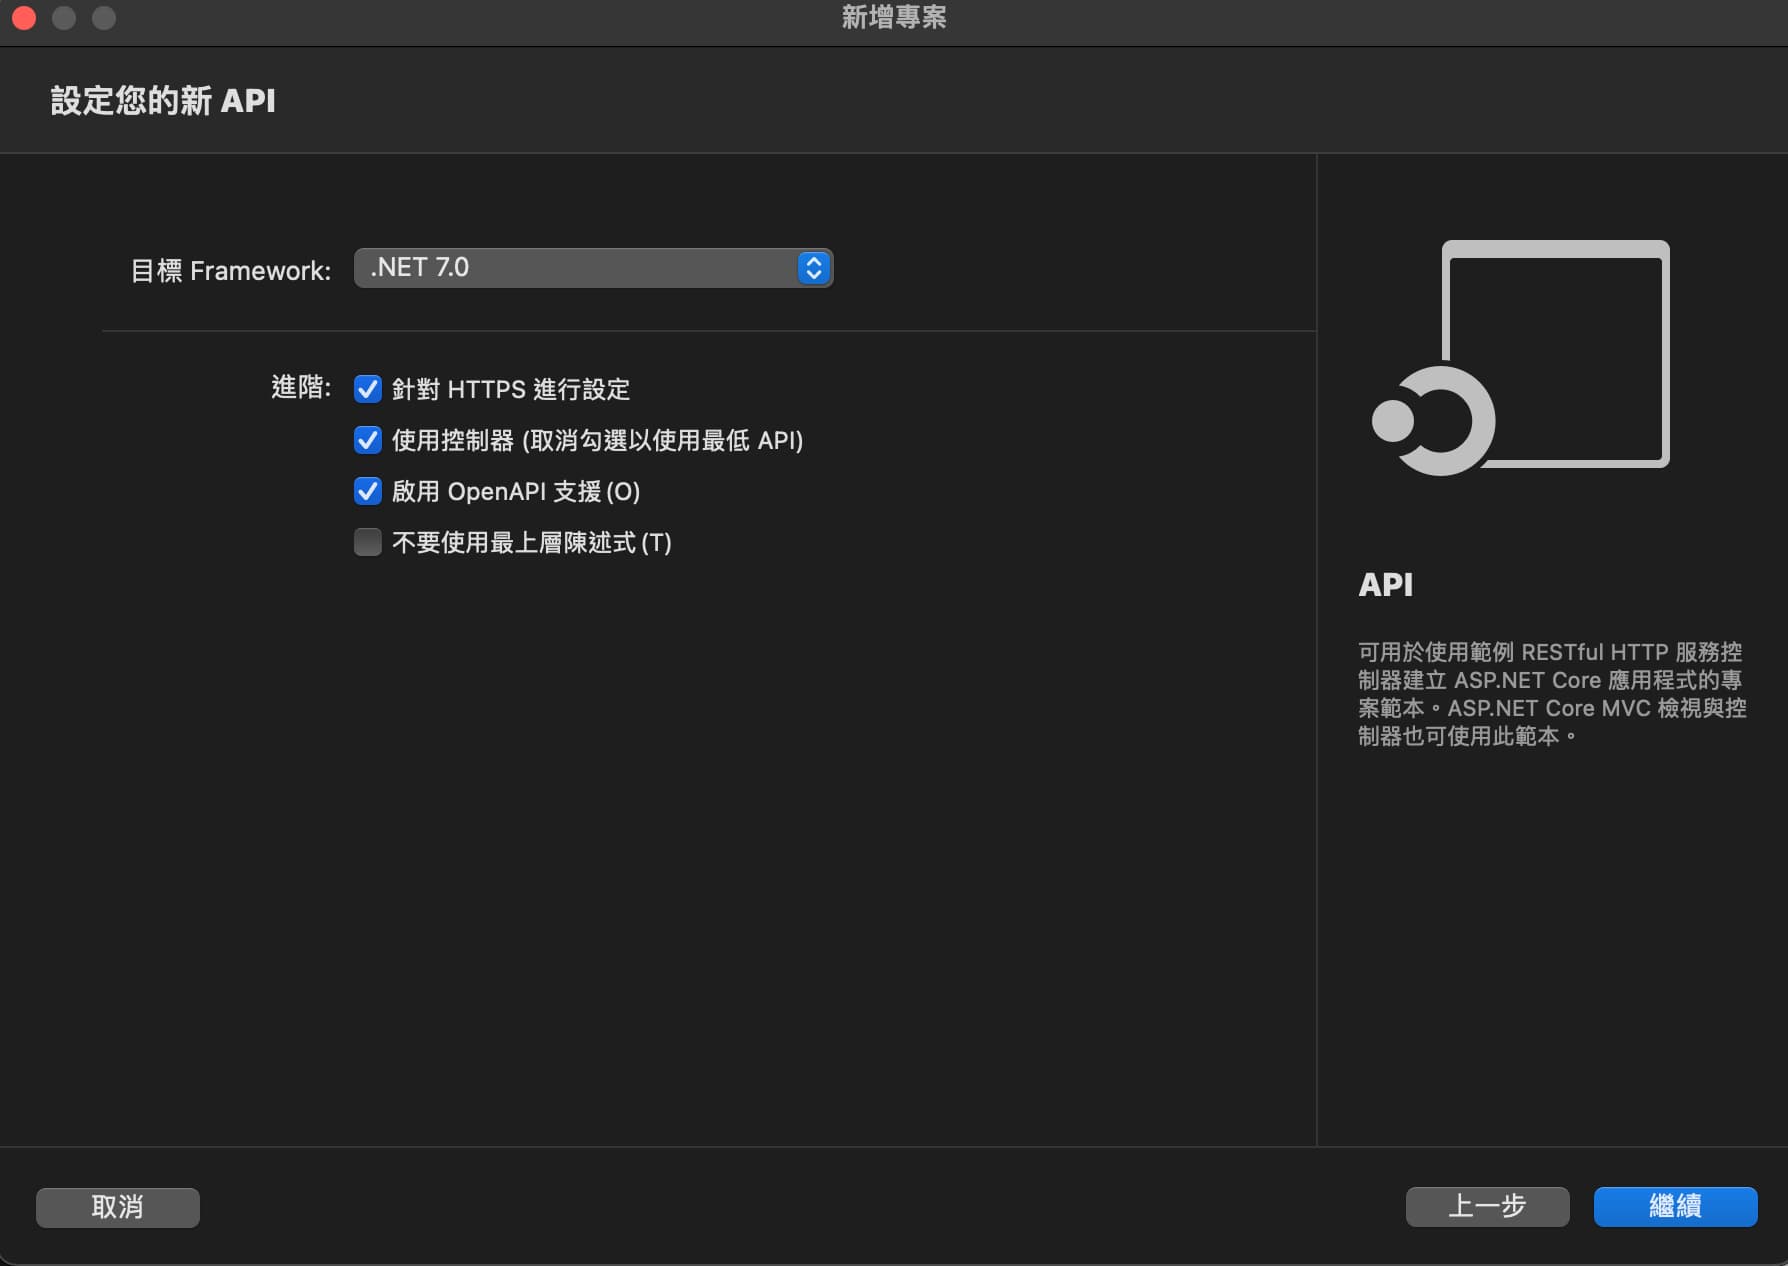 新增專案
設定您的新 API
目標 Framework:
.NET 7.0
進階:
針對 HTTPS 進行設定
使用控制器 (取消勾選以使用最低 API)
啟用 OpenAPI 支援 (O)
不要使用最上層陳述式 (T)
API
可用於使用範例 RESTful HTTP 服務控
制器建立 ASP.NET Core 應用程式的專
案範本。ASP.NET Core MVC 檢視與控
制器也可使用此範本。
取消
上一步
繼續